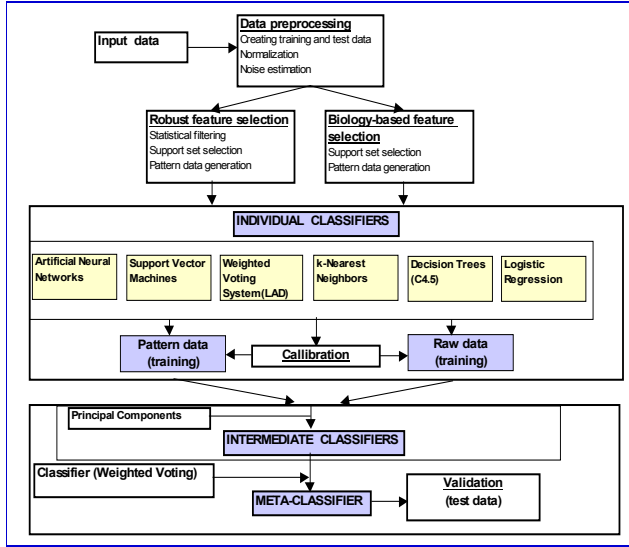 Data preprocessing
Creating training and test data
Normalization
Noise estimation
Input data
Robust feature selection
Statistical filtering
Support set selection
Pattern data generation
Biology-based feature
selection
Support set selection
Pattern data generation
INDIVIDUAL CLASSIFIERS
Artificial Neural
Networks
Support Vector
Machines
Weighted
Voting
System(LAD)
k-Nearest
Neighbors
Decision Trees
(C4.5)
Logistic
Regression
Pattern data
(training)
Callibration
Raw data
(training)
Principal Components
INTERMEDIATE CLASSIFIERS
Classifier (Weighted Voting)
META-CLASSIFIER
Validation
(test data)